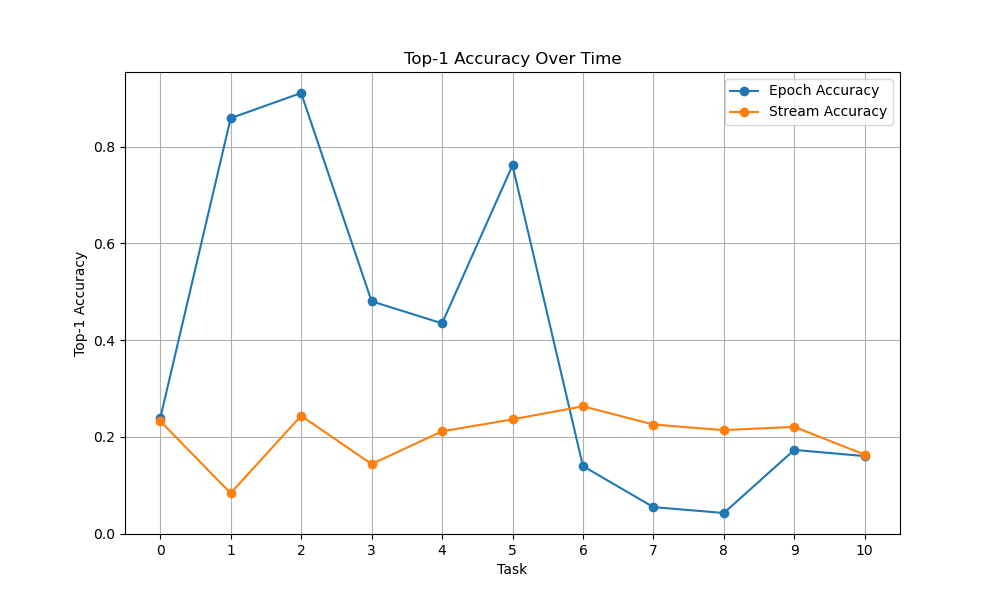 Top-1 Accuracy Over Time
Epoch Accuracy
Stream Accuracy
Top-1 Accuracy
0.8
0.6
0.4
0.2
0.0
0 1 2 3 4 5 6 7 8 9 10
Task